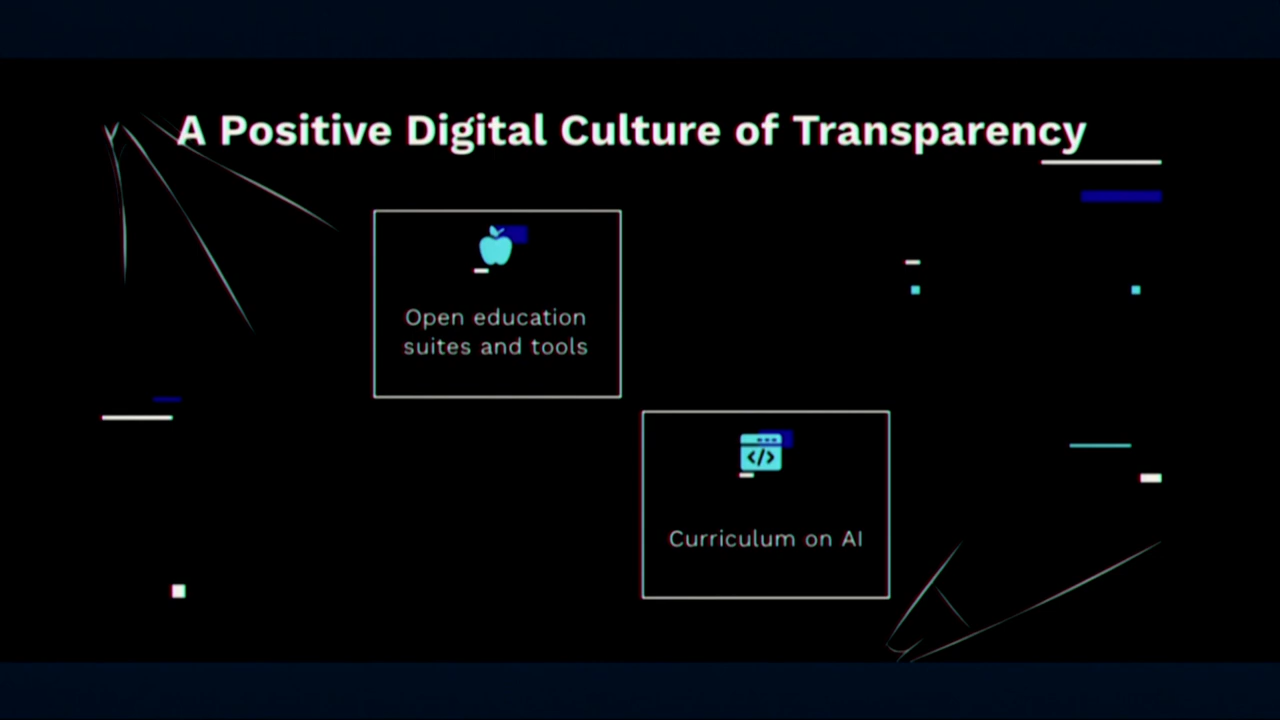 A Positive Digital Culture of Transparency
Open education
suites and tools
</>
Curriculum on AI